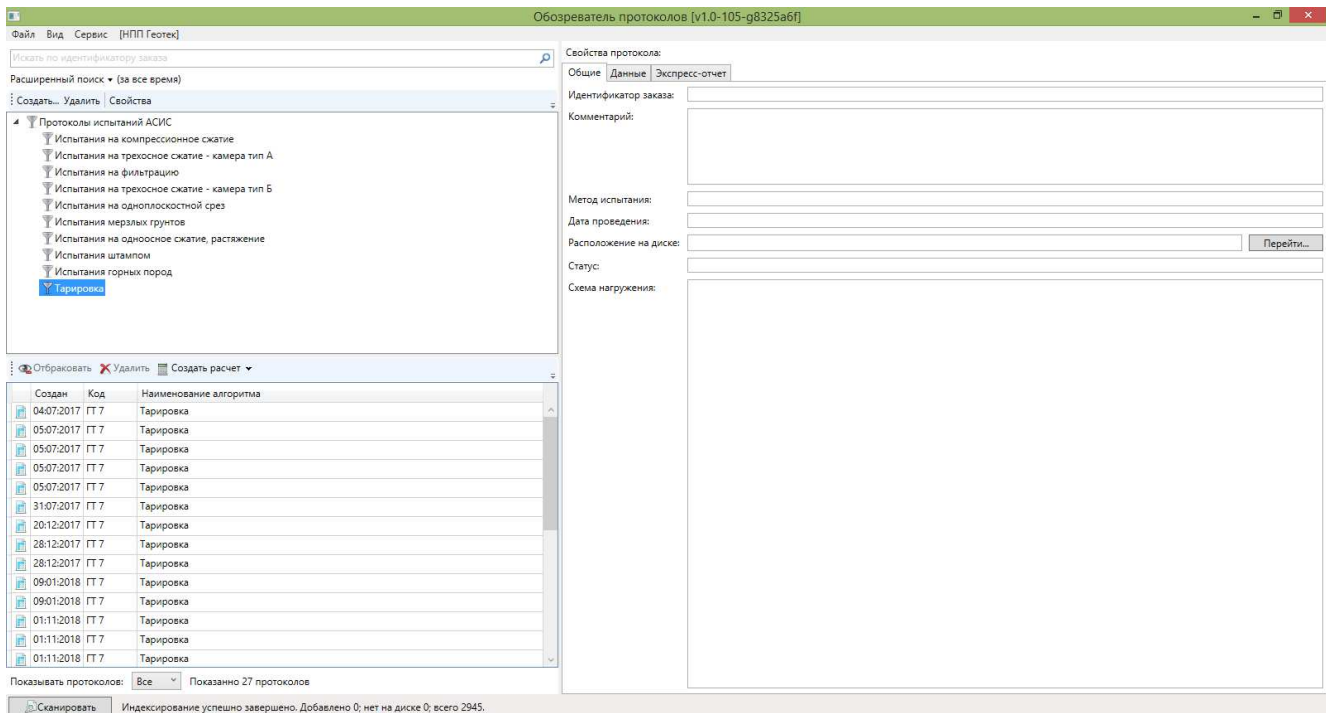 Обозреватель протоколов [v1.0-105-g8325a6f]
Файл Вид Сервис [НПП Геотек]
Искать по идентификатору заказа
Расширенный поиск (за все время)
Создать... Удалить Свойства
Протоколы испытаний АСИС
Испытания на компрессионное сжатие
Испытания на трехосное сжатие - камера тип А
Испытания на фильтрацию
Испытания на трехосное сжатие - камера тип Б
Испытания на одноплоскостной срез
Испытания мерзлых грунтов
Испытания на одноосное сжатие, растяжение
Испытания штампом
Испытания горных пород
Тарировка
Отбраковать Удалить Создать расчет
Создан Код Наименование алгоритма
04:07:2017 ГТ 7 Тарировка
05:07:2017 ГТ 7 Тарировка
05:07:2017 ГТ 7 Тарировка
05:07:2017 ГТ 7 Тарировка
05:07:2017 ГТ 7 Тарировка
31:07:2017 ГТ 7 Тарировка
20:12:2017 ГТ 7 Тарировка
28:12:2017 ГТ 7 Тарировка
28:12:2017 ГТ 7 Тарировка
09:01:2018 ГТ 7 Тарировка
09:01:2018 ГТ 7 Тарировка
01:11:2018 ГТ 7 Тарировка
01:11:2018 ГТ 7 Тарировка
01:11:2018 ГТ 7 Тарировка
Показывать протоколов: Все Показанно 27 протоколов
Сканировать Индексирование успешно завершено. Добавлено 0; нет на диске 0; всего 2945.
Свойства протокола:
Общие Данные Экспресс-отчет
Идентификатор заказа:
Комментарий:
Метод испытания:
Дата проведения:
Расположение на диске: Перейти...
Статус:
Схема нагружения: